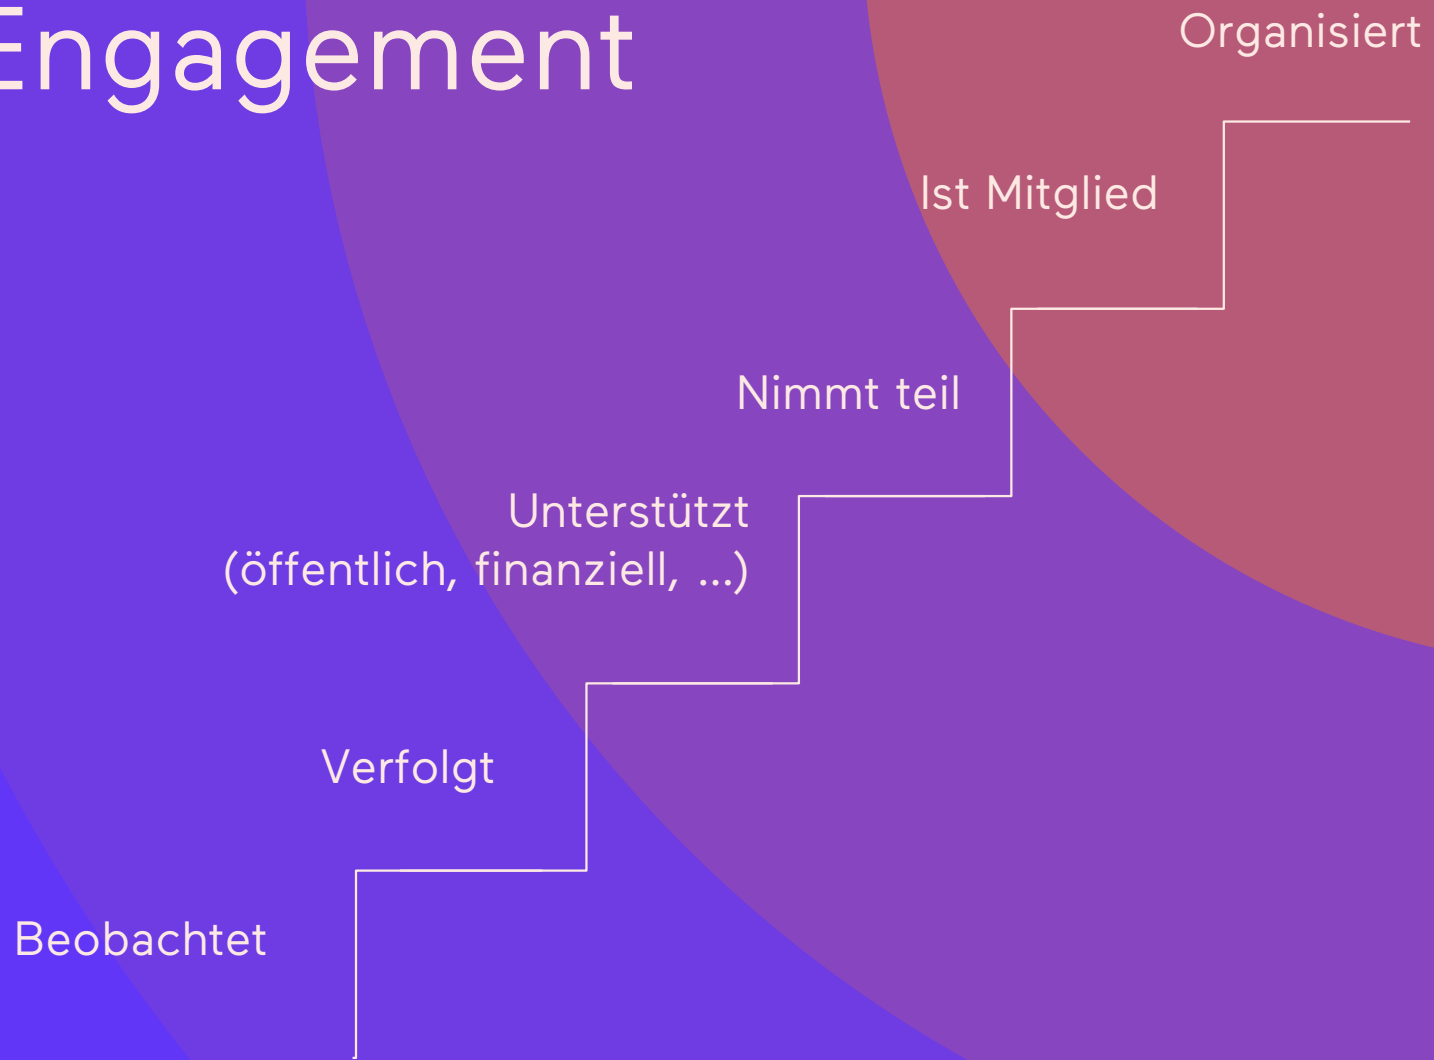 Engagement
Organisiert
Ist Mitglied
Nimmt teil
Unterstützt
(öffentlich, finanziell, ...)
Verfolgt
Beobachtet